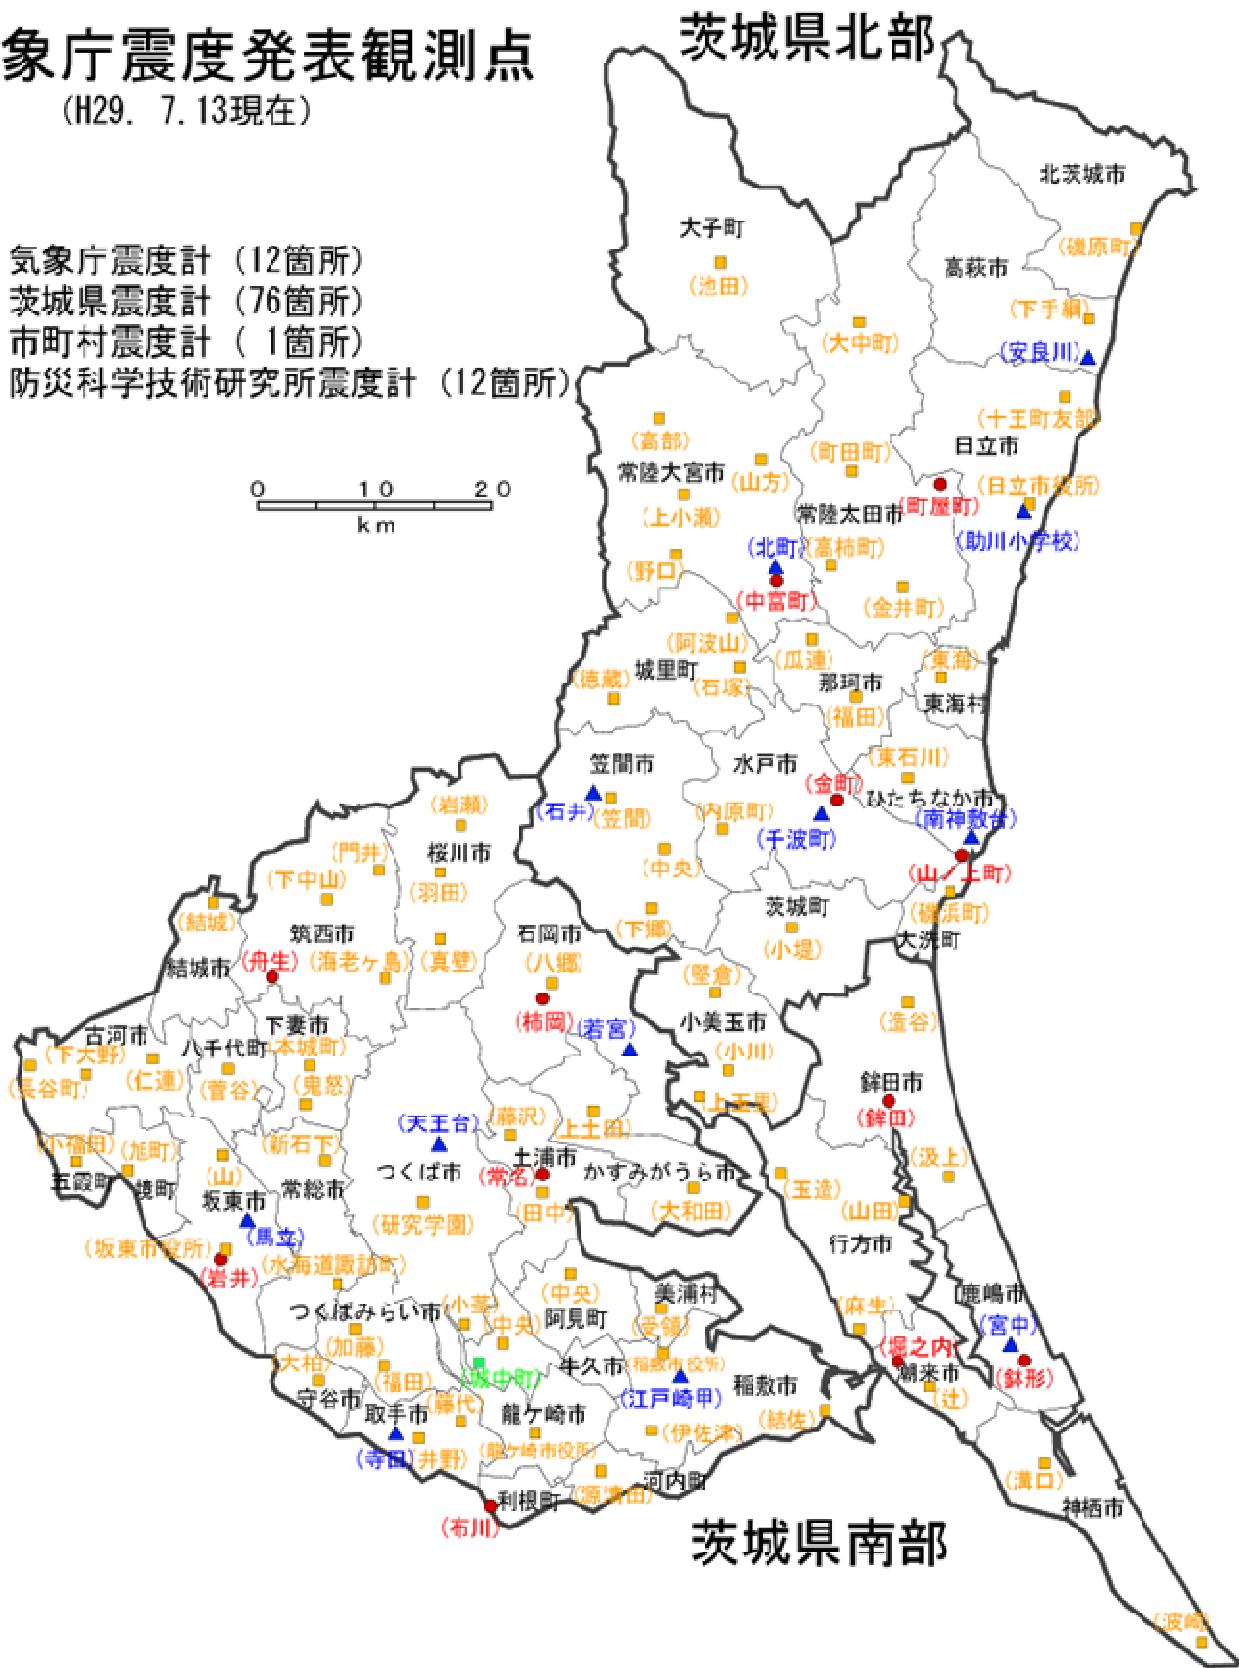 象庁震度発表観測点
(H29. 7.13現在)
茨城県北部
気象庁震度計 (12箇所)
茨城県震度計 (76箇所)
市町村震度計 ( 1箇所)
防災科学技術研究所震度計 (12箇所)
0 10 20
km
北茨城市
(磯原町)
大子町
(池田)
高萩市
(下手綱)
(安良川)
(大中町)
(十王町友部)
日立市
(日立市役所)
(助川小学校)
(高部)
常陸大宮市
(山方)
(上小瀬)
(野口)
(北町)
(中富町)
(町田町)
常陸太田市
(町屋町)
(高柿町)
(金井町)
(阿波山)
城里町
(徳蔵)
(石塚)
(瓜連)
那珂市
(福田)
(東海)
東海村
笠間市
(石井)
(笠間)
(中央)
(下郷)
水戸市
(金町)
(内原町)
(千波町)
(東石川)
ひたちなか市
(南神敷台)
(山ノ上町)
(磯浜町)
大洗町
茨城町
(小堤)
(岩瀬)
桜川市
(羽田)
(真壁)
(門井)
(下中山)
筑西市
(舟生)
(海老ヶ島)
(結城)
結城市
石岡市
(八郷)
(柿岡)
(若宮)
(堅倉)
小美玉市
(小川)
(上玉里)
(造谷)
鉾田市
(鉾田)
(汲上)
古河市
(下大野)
(長谷町)
(仁連)
八千代町
(菅谷)
下妻市
(本城町)
(鬼怒)
(小福田)
五霞町
(旭町)
境町
(山)
坂東市
(馬立)
(坂東市役所)
(岩井)
(新石下)
常総市
(水海道諏訪町)
(天王台)
つくば市
(研究学園)
(小茎)
(藤沢)
土浦市
(常名)
(田中)
(上土田)
かすみがうら市
(大和田)
(玉造)
(山田)
行方市
(麻生)
つくばみらい市
(加藤)
(福田)
(大柏)
守谷市
取手市
(藤代)
(寺田)
(井野)
(中央)
阿見町
美浦村
(受領)
(中央)
(城中町)
牛久市
(稲敷市役所)
(江戸崎甲)
稲敷市
(伊佐津)
(結佐)
龍ケ崎市
(龍ケ崎市役所)
河内町
(源清田)
利根町
(布川)
鹿嶋市
(宮中)
(鉢形)
(堀之内)
潮来市
(辻)
(溝口)
神栖市
(波崎)
茨城県南部